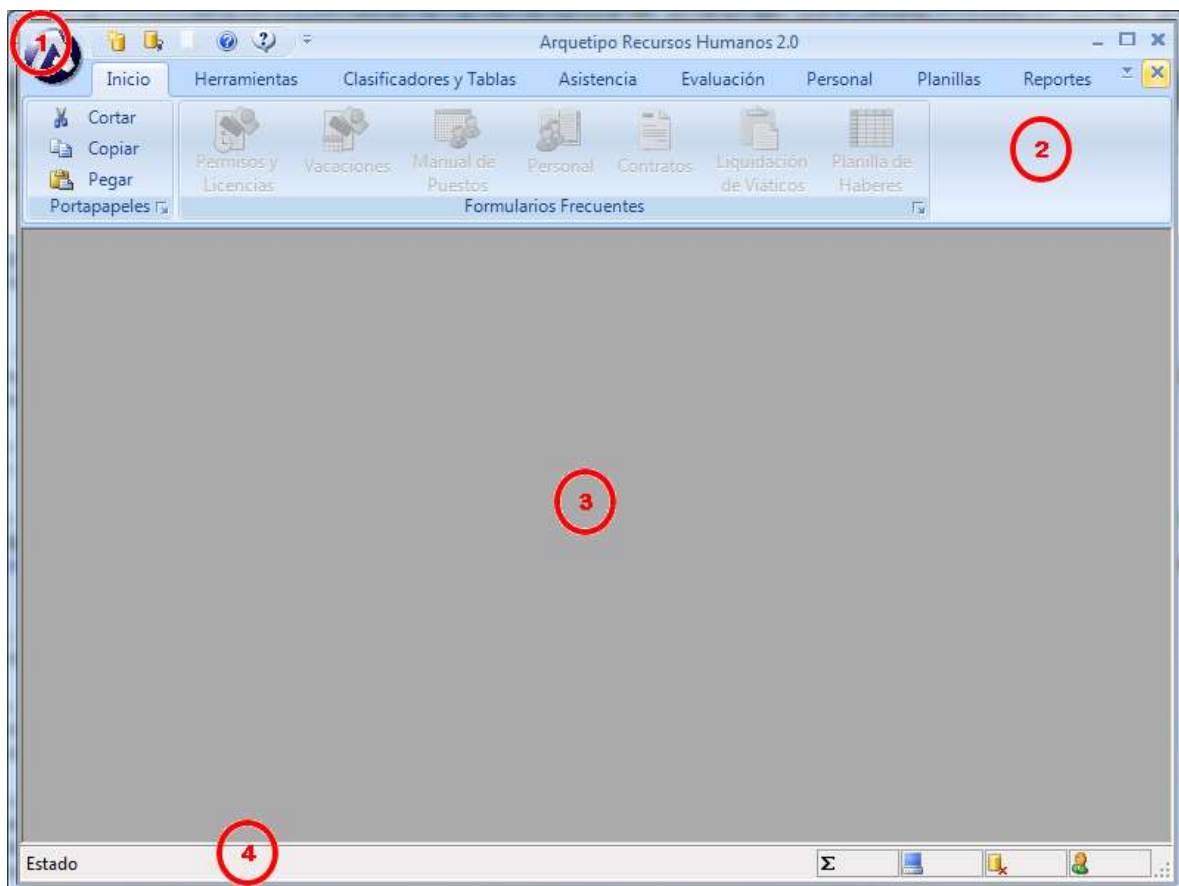 1
Arquetipo Recursos Humanos 2.0
Inicio Herramientas Clasificadores y Tablas Asistencia Evaluación Personal Planillas Reportes
Cortar
Copiar
Pegar
Portapapeles
Permisos y
Licencias
Vacaciones
Manual de
Puestos
Personal
Contratos
Liquidación
de Viáticos
Planilla de
Haberes
Formularios Frecuentes
2
3
4
Estado
Σ